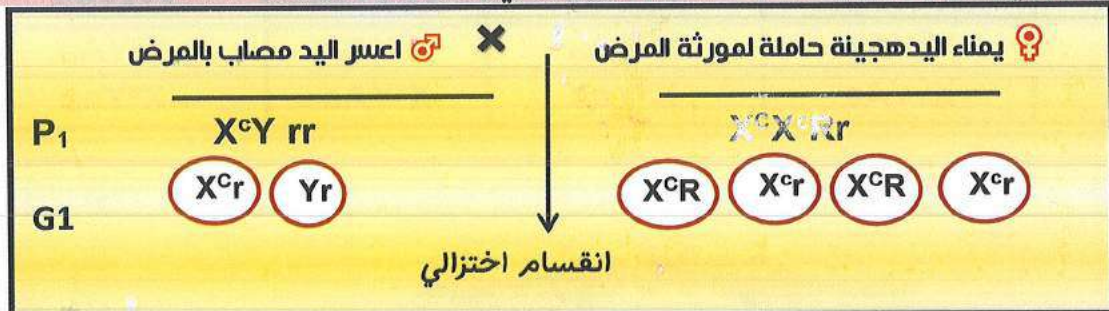 ♀ يمناء اليدهجينة حاملة لمورثة المرض × ♂ اعسر اليد مصاب بالمرض
P₁ XᶜY rr XᶜXᶜRr
G1 Xᶜr Yr XᶜR Xᶜr XᶜR Xᶜr
انقسام اختزالي